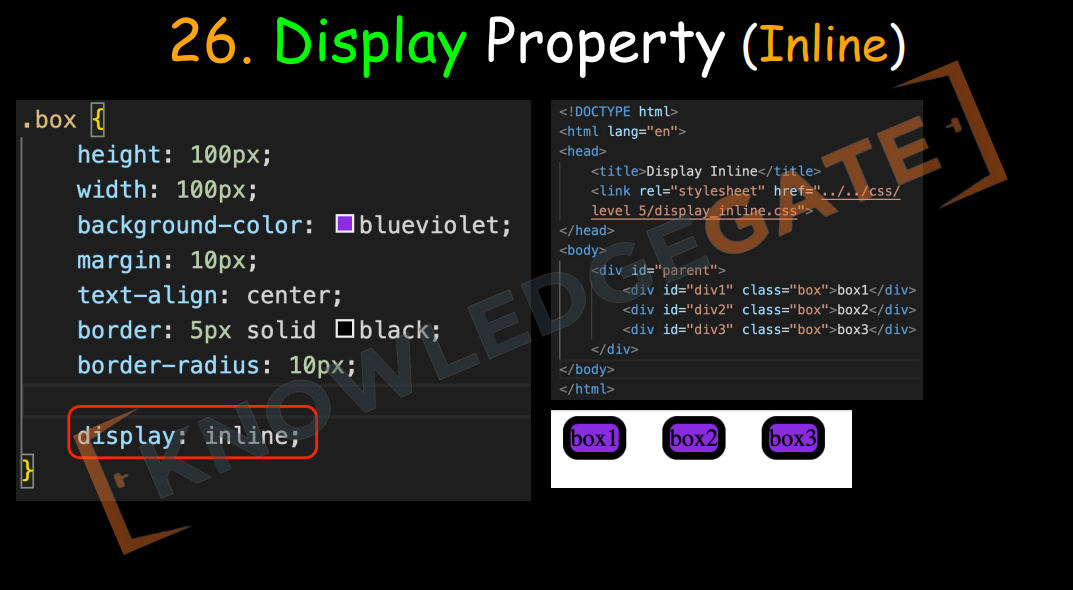 26. Display Property (Inline)
.box {
height: 100px;
width: 100px;
background-color: blueviolet;
margin: 10px;
text-align: center;
border: 5px solid black;
border-radius: 10px;
display: inline;
}
<!DOCTYPE html>
<html lang="en">
<head>
<title>Display Inline</title>
<link rel="stylesheet" href="../../css/
level 5/display_inline.css">
</head>
<body>
<div id="parent">
<div id="div1" class="box">box1</div>
<div id="div2" class="box">box2</div>
<div id="div3" class="box">box3</div>
</div>
</body>
</html>
box1 box2 box3
KNOWLEDGEGATE